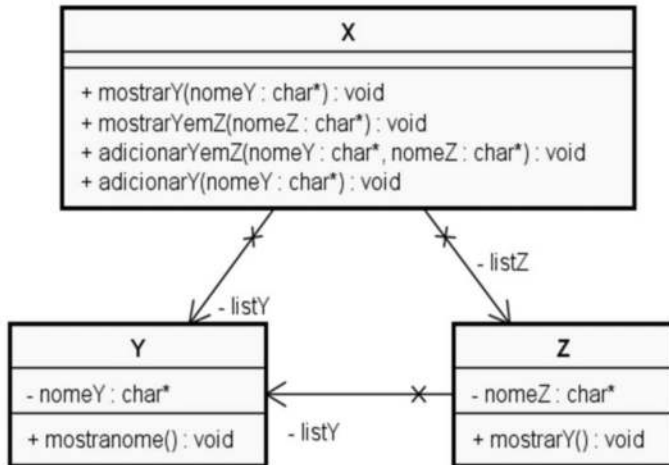 X
+ mostrarY(nomeY : char*) : void
+ mostrarYemZ(nomeZ : char*) : void
+ adicionarYemZ(nomeY : char*, nomeZ : char*) : void
+ adicionarY(nomeY : char*) : void
- listZ
- listY
Y
- nomeY : char*
+ mostranome() : void
- listY
Z
- nomeZ : char*
+ mostrarY() : void